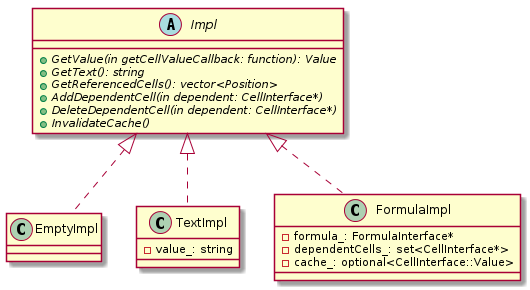 A Impl
GetValue(in getCellValueCallback: function): Value
GetText(): string
GetReferencedCells(): vector<Position>
AddDependentCell(in dependent: CellInterface*)
DeleteDependentCell(in dependent: CellInterface*)
InvalidateCache()
C EmptyImpl
C TextImpl
value_: string
C FormulaImpl
formula_: FormulaInterface*
dependentCells_: set<CellInterface*>
cache_: optional<CellInterface::Value>